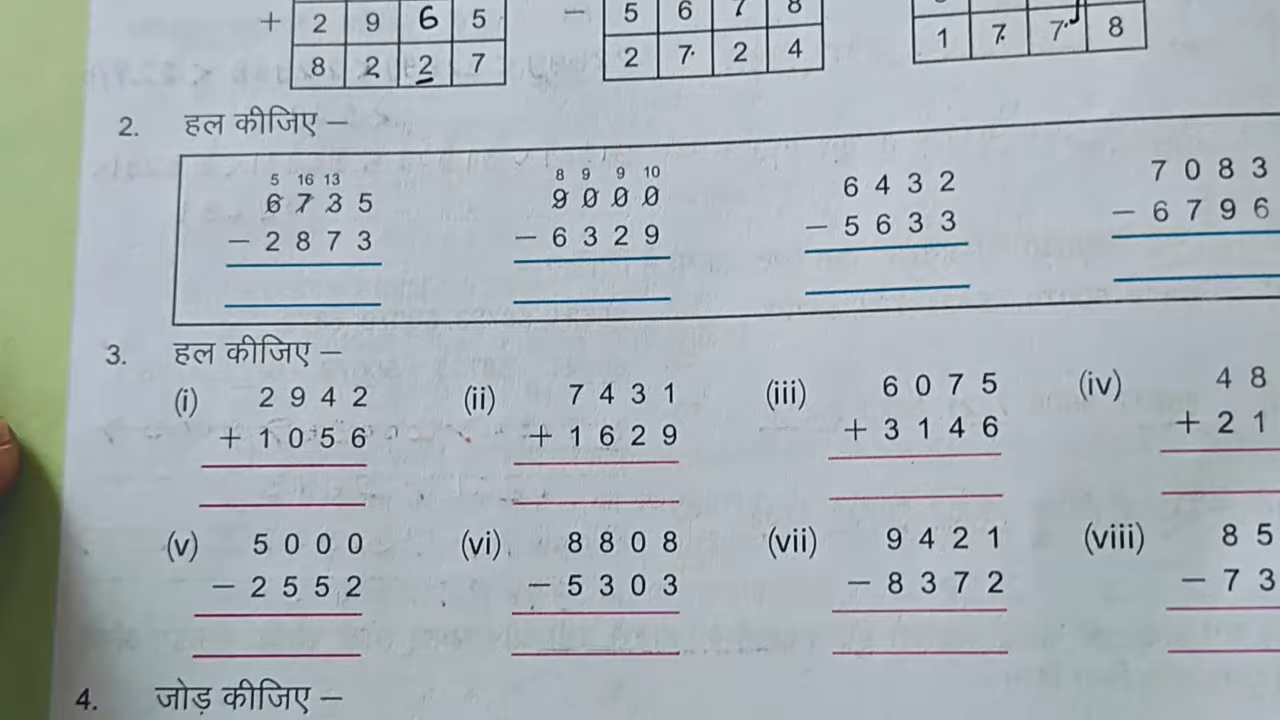 + 2 9 6 5 − 5 6 7 8
8 2 2 7 2 7 2 4 1 7 7 8
2. हल कीजिए –
5 16 13 8 9 9 10
6 7 3 5 9 0 0 0 6 4 3 2 7 0 8 3
− 2 8 7 3 − 6 3 2 9 − 5 6 3 3 − 6 7 9 6
3. हल कीजिए –
(i) 2 9 4 2 (ii) 7 4 3 1 (iii) 6 0 7 5 (iv) 4 8
+ 1 0 5 6 + 1 6 2 9 + 3 1 4 6 + 2 1
(v) 5 0 0 0 (vi) 8 8 0 8 (vii) 9 4 2 1 (viii) 8 5
− 2 5 5 2 − 5 3 0 3 − 8 3 7 2 − 7 3
4. जोड़ कीजिए –